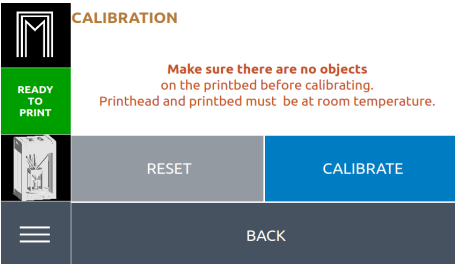 CALIBRATION
READY
TO
PRINT
Make sure there are no objects
on the printbed before calibrating.
Printhead and printbed must be at room temperature.
RESET
CALIBRATE
BACK